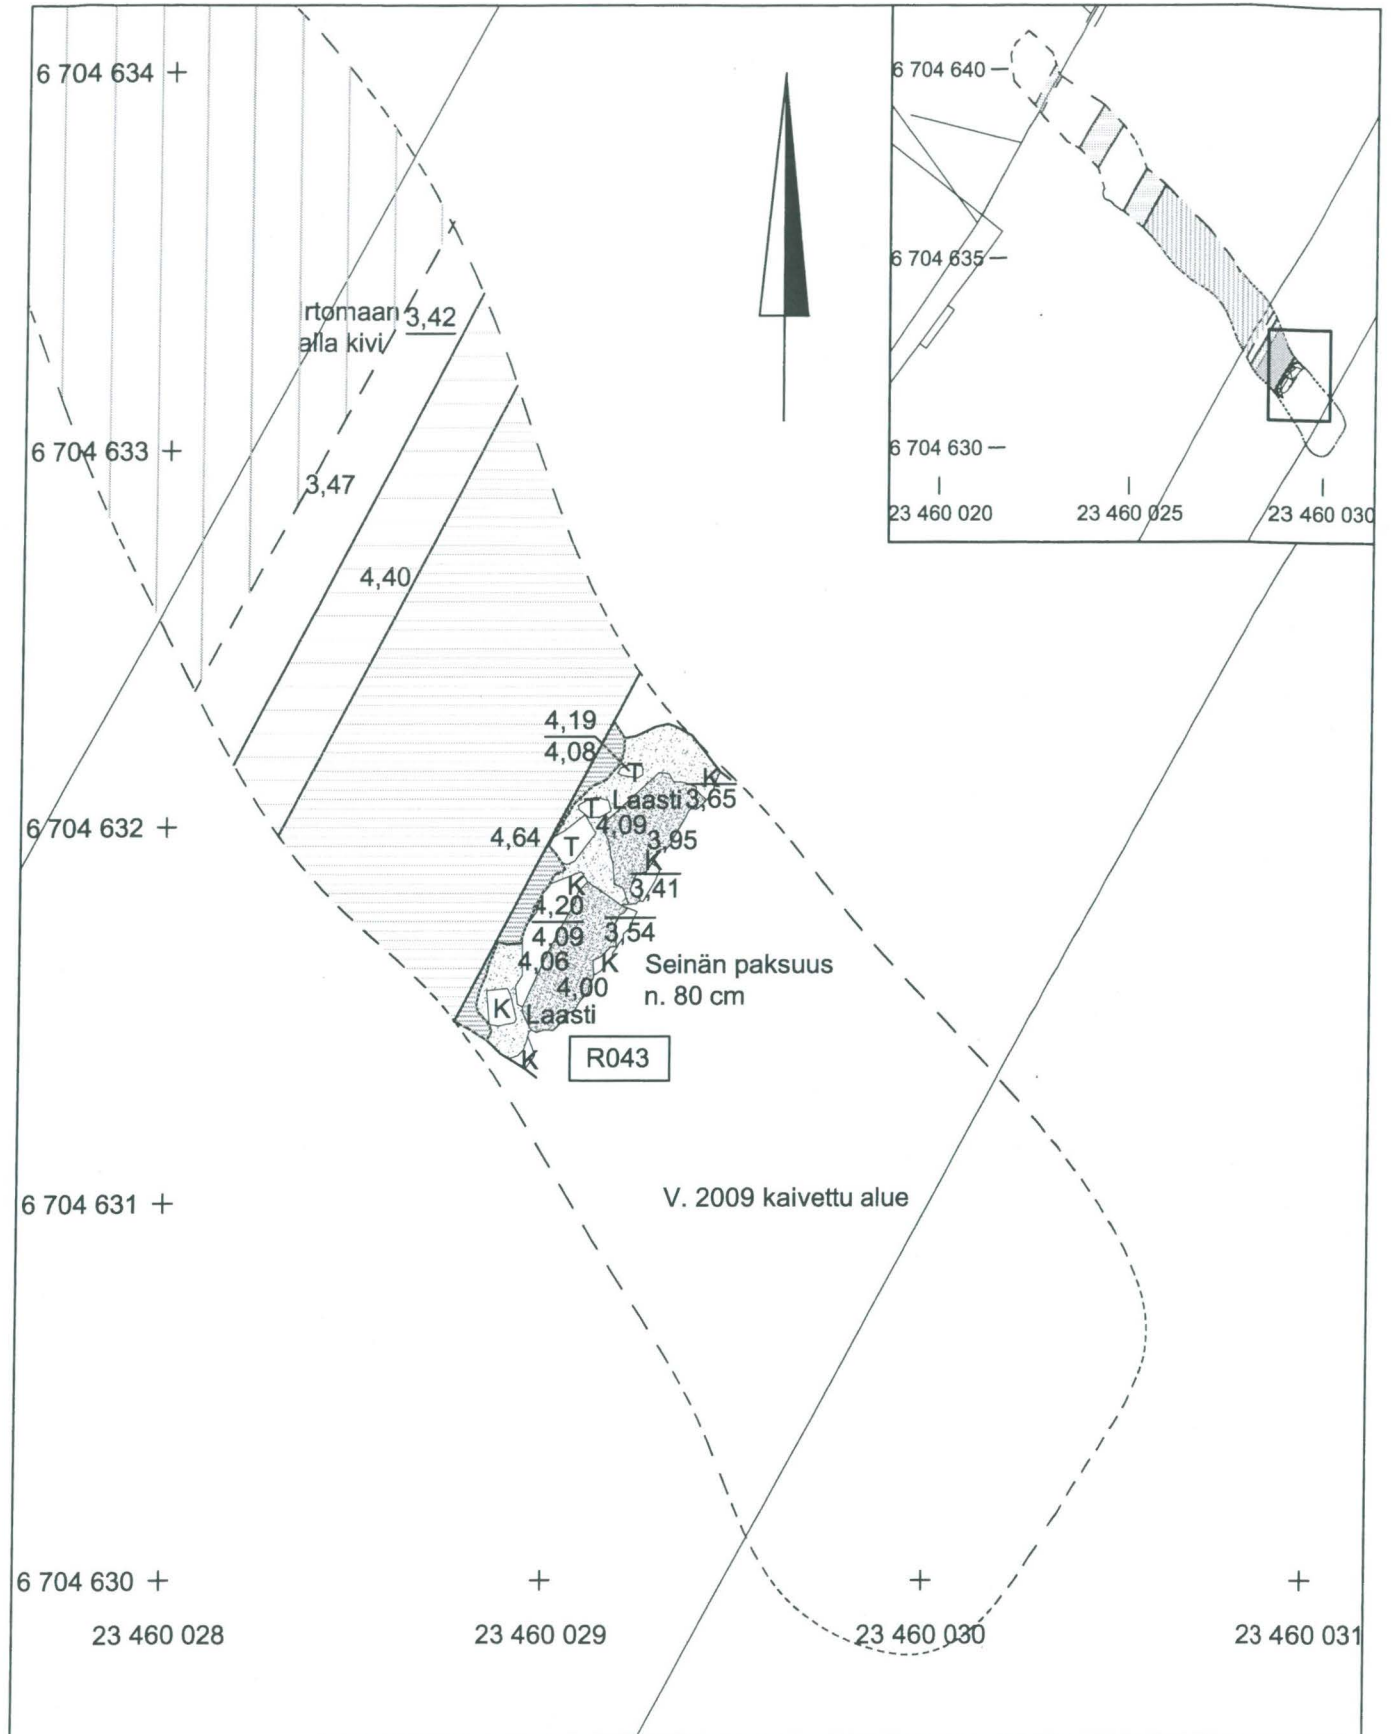 6 704 634
6 704 640
6 704 635
6 704 630
23 460 020
23 460 025
23 460 030
rtomaan 3,42
alla kivi
6 704 633
3,47
4,40
4,19
4,08
T
K
Laasti 3,65
T
4,09
6 704 632
4,64
3,95
T
K
K
3,41
4,20
3,54
4,09
4,06
K
Seinän paksuus
4,00
n. 80 cm
K
Laasti
K
R043
6 704 631
V. 2009 kaivettu alue
6 704 630
23 460 028
23 460 029
23 460 030
23 460 031